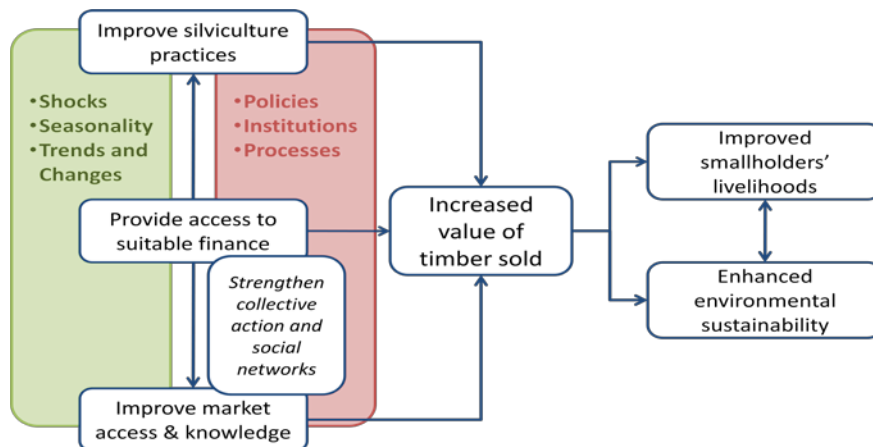 Improve silviculture
practices
•Shocks
•Seasonality
•Trends and
Changes
•Policies
•Institutions
•Processes
Provide access to
suitable finance
Strengthen
collective
action and
social
networks
Improve market
access & knowledge
Increased
value of
timber sold
Improved
smallholders’
livelihoods
Enhanced
environmental
sustainability